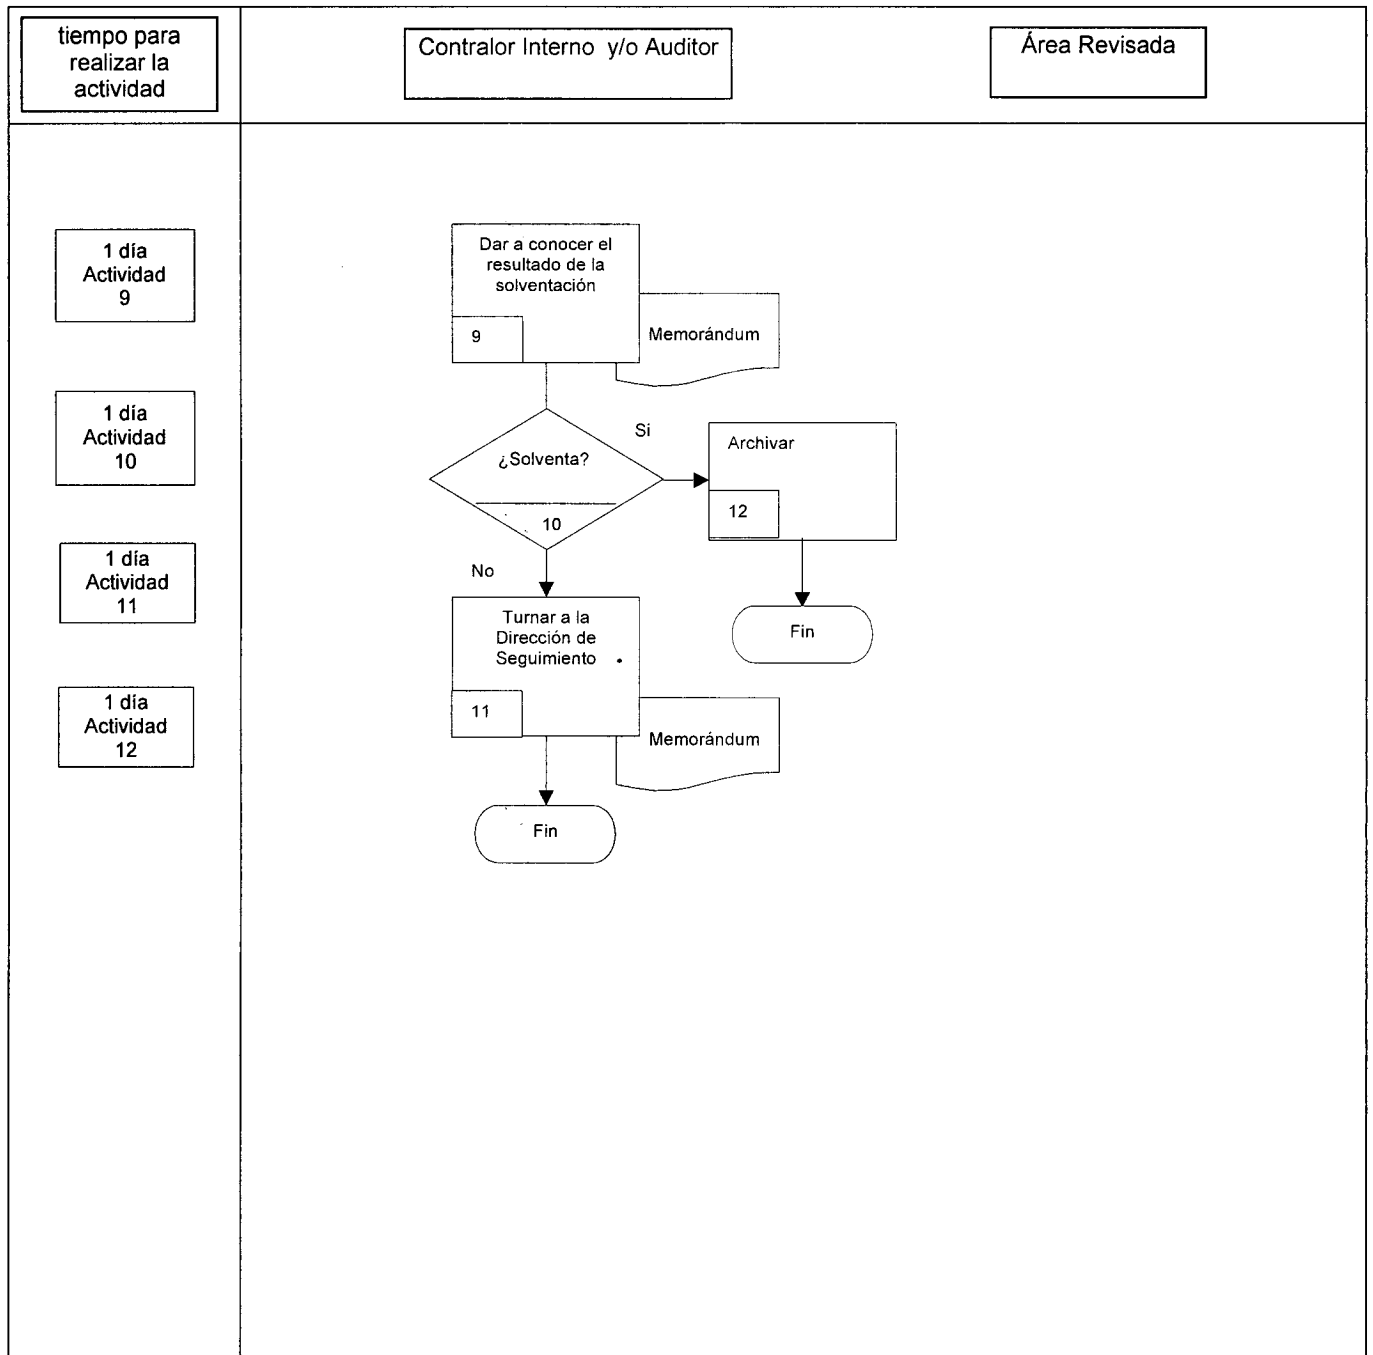 tiempo para
realizar la
actividad
Contralor Interno y/o Auditor
Área Revisada
1 día
Actividad
9
Dar a conocer el
resultado de la
solventación
9
Memorándum
1 día
Actividad
10
¿Solventa?
10
Si
Archivar
12
1 día
Actividad
11
No
Turnar a la
Dirección de
Seguimiento
11
Memorándum
Fin
1 día
Actividad
12
Fin